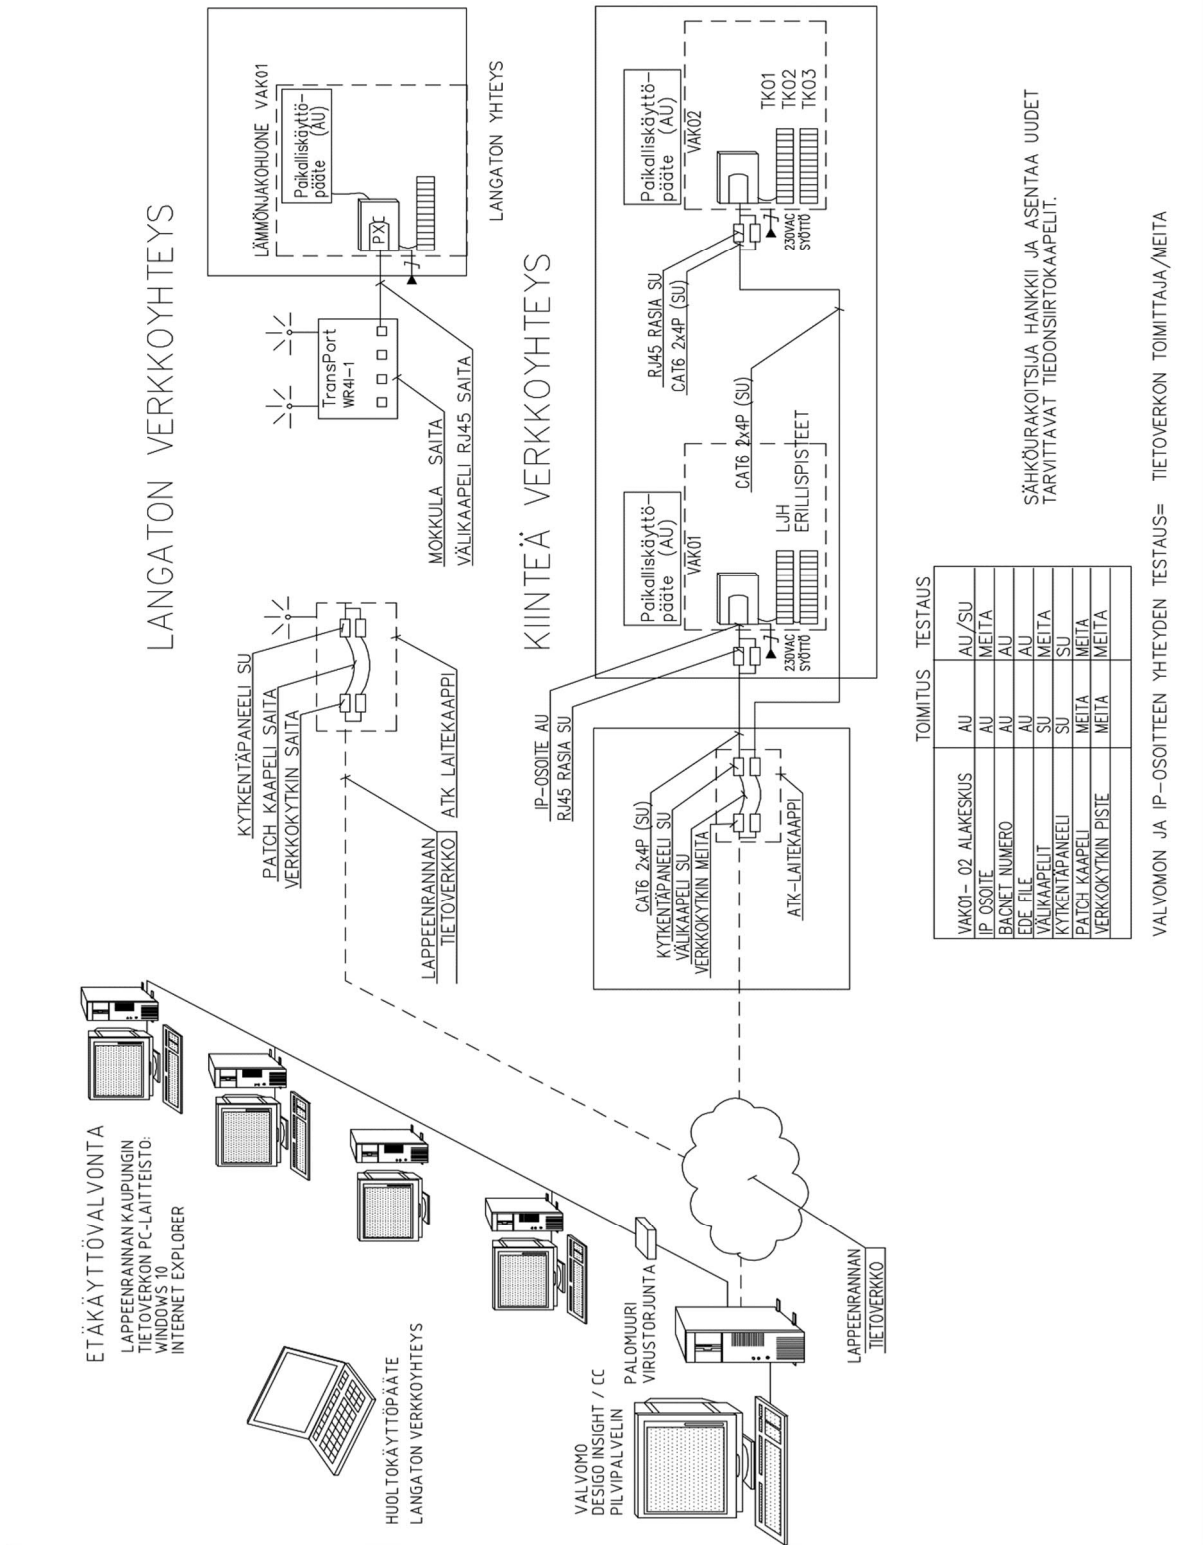 ETÄKÄYTTÖVALVONTA
LAPPEENRANNAN KAUPUNGIN
TIETOVERKON PC-LAITTEISTO:
WINDOWS 10
INTERNET EXPLORER
HUOLTOKÄYTTÖPÄÄTE
LANGATON VERKKOYHTEYS
VALVOMO
DESIGO INSIGHT / CC
PILVIPALVELIN
PALOMUURI
VIRUSTORJUNTA
LAPPEENRANNAN
TIETOVERKKO
LANGATON VERKKOYHTEYS
KYTKENTÄPANEELI SU
PATCH KAAPELI SAITA
VERKKOKYTKIN SAITA
ATK LAITEKAAPPI
LAPPEENRANNAN
TIETOVERKKO
TransPort
WR41-1
MOKKULA SAITA
VÄLIKAAPELI RJ45 SAITA
LÄMMÖNJAKOHUONE VAK01
Paikalliskäyttö-
pääte (AU)
PXC
LANGATON YHTEYS
KIINTEÄ VERKKOYHTEYS
CAT6 2x4P (SU)
KYTKENTÄPANEELI SU
VÄLIKAAPELI SU
VERKKOKYTKIN MEITA
ATK-LAITEKAAPPI
IP-OSOITE AU
RJ45 RASIA SU
Paikalliskäyttö-
pääte (AU)
VAK01
230VAC
SYÖTTÖ
LJH
ERILLISPISTEET
CAT6 2x4P (SU)
RJ45 RASIA SU
CAT6 2x4P (SU)
Paikalliskäyttö-
pääte (AU)
VAK02
230VAC
SYÖTTÖ
TK01
TK02
TK03
TOIMITUS TESTAUS
VAK01- 02 ALAKESKUS AU AU/SU
IP OSOITE AU MEITA
BACNET NUMERO AU AU
EDE FILE AU AU
VÄLIKAAPELIT SU MEITA
KYTKENTÄPANEELI SU SU
PATCH KAAPELI MEITA MEITA
VERKKOKYTKIN PISTE MEITA MEITA
SÄHKÖURAKOITSIJA HANKKII JA ASENTAA UUDET
TARVITTAVAT TIEDONSIIRTOKAAPELIT.
VALVOMON JA IP-OSOITTEEN YHTEYDEN TESTAUS= TIETOVERKON TOIMITTAJA/MEITA